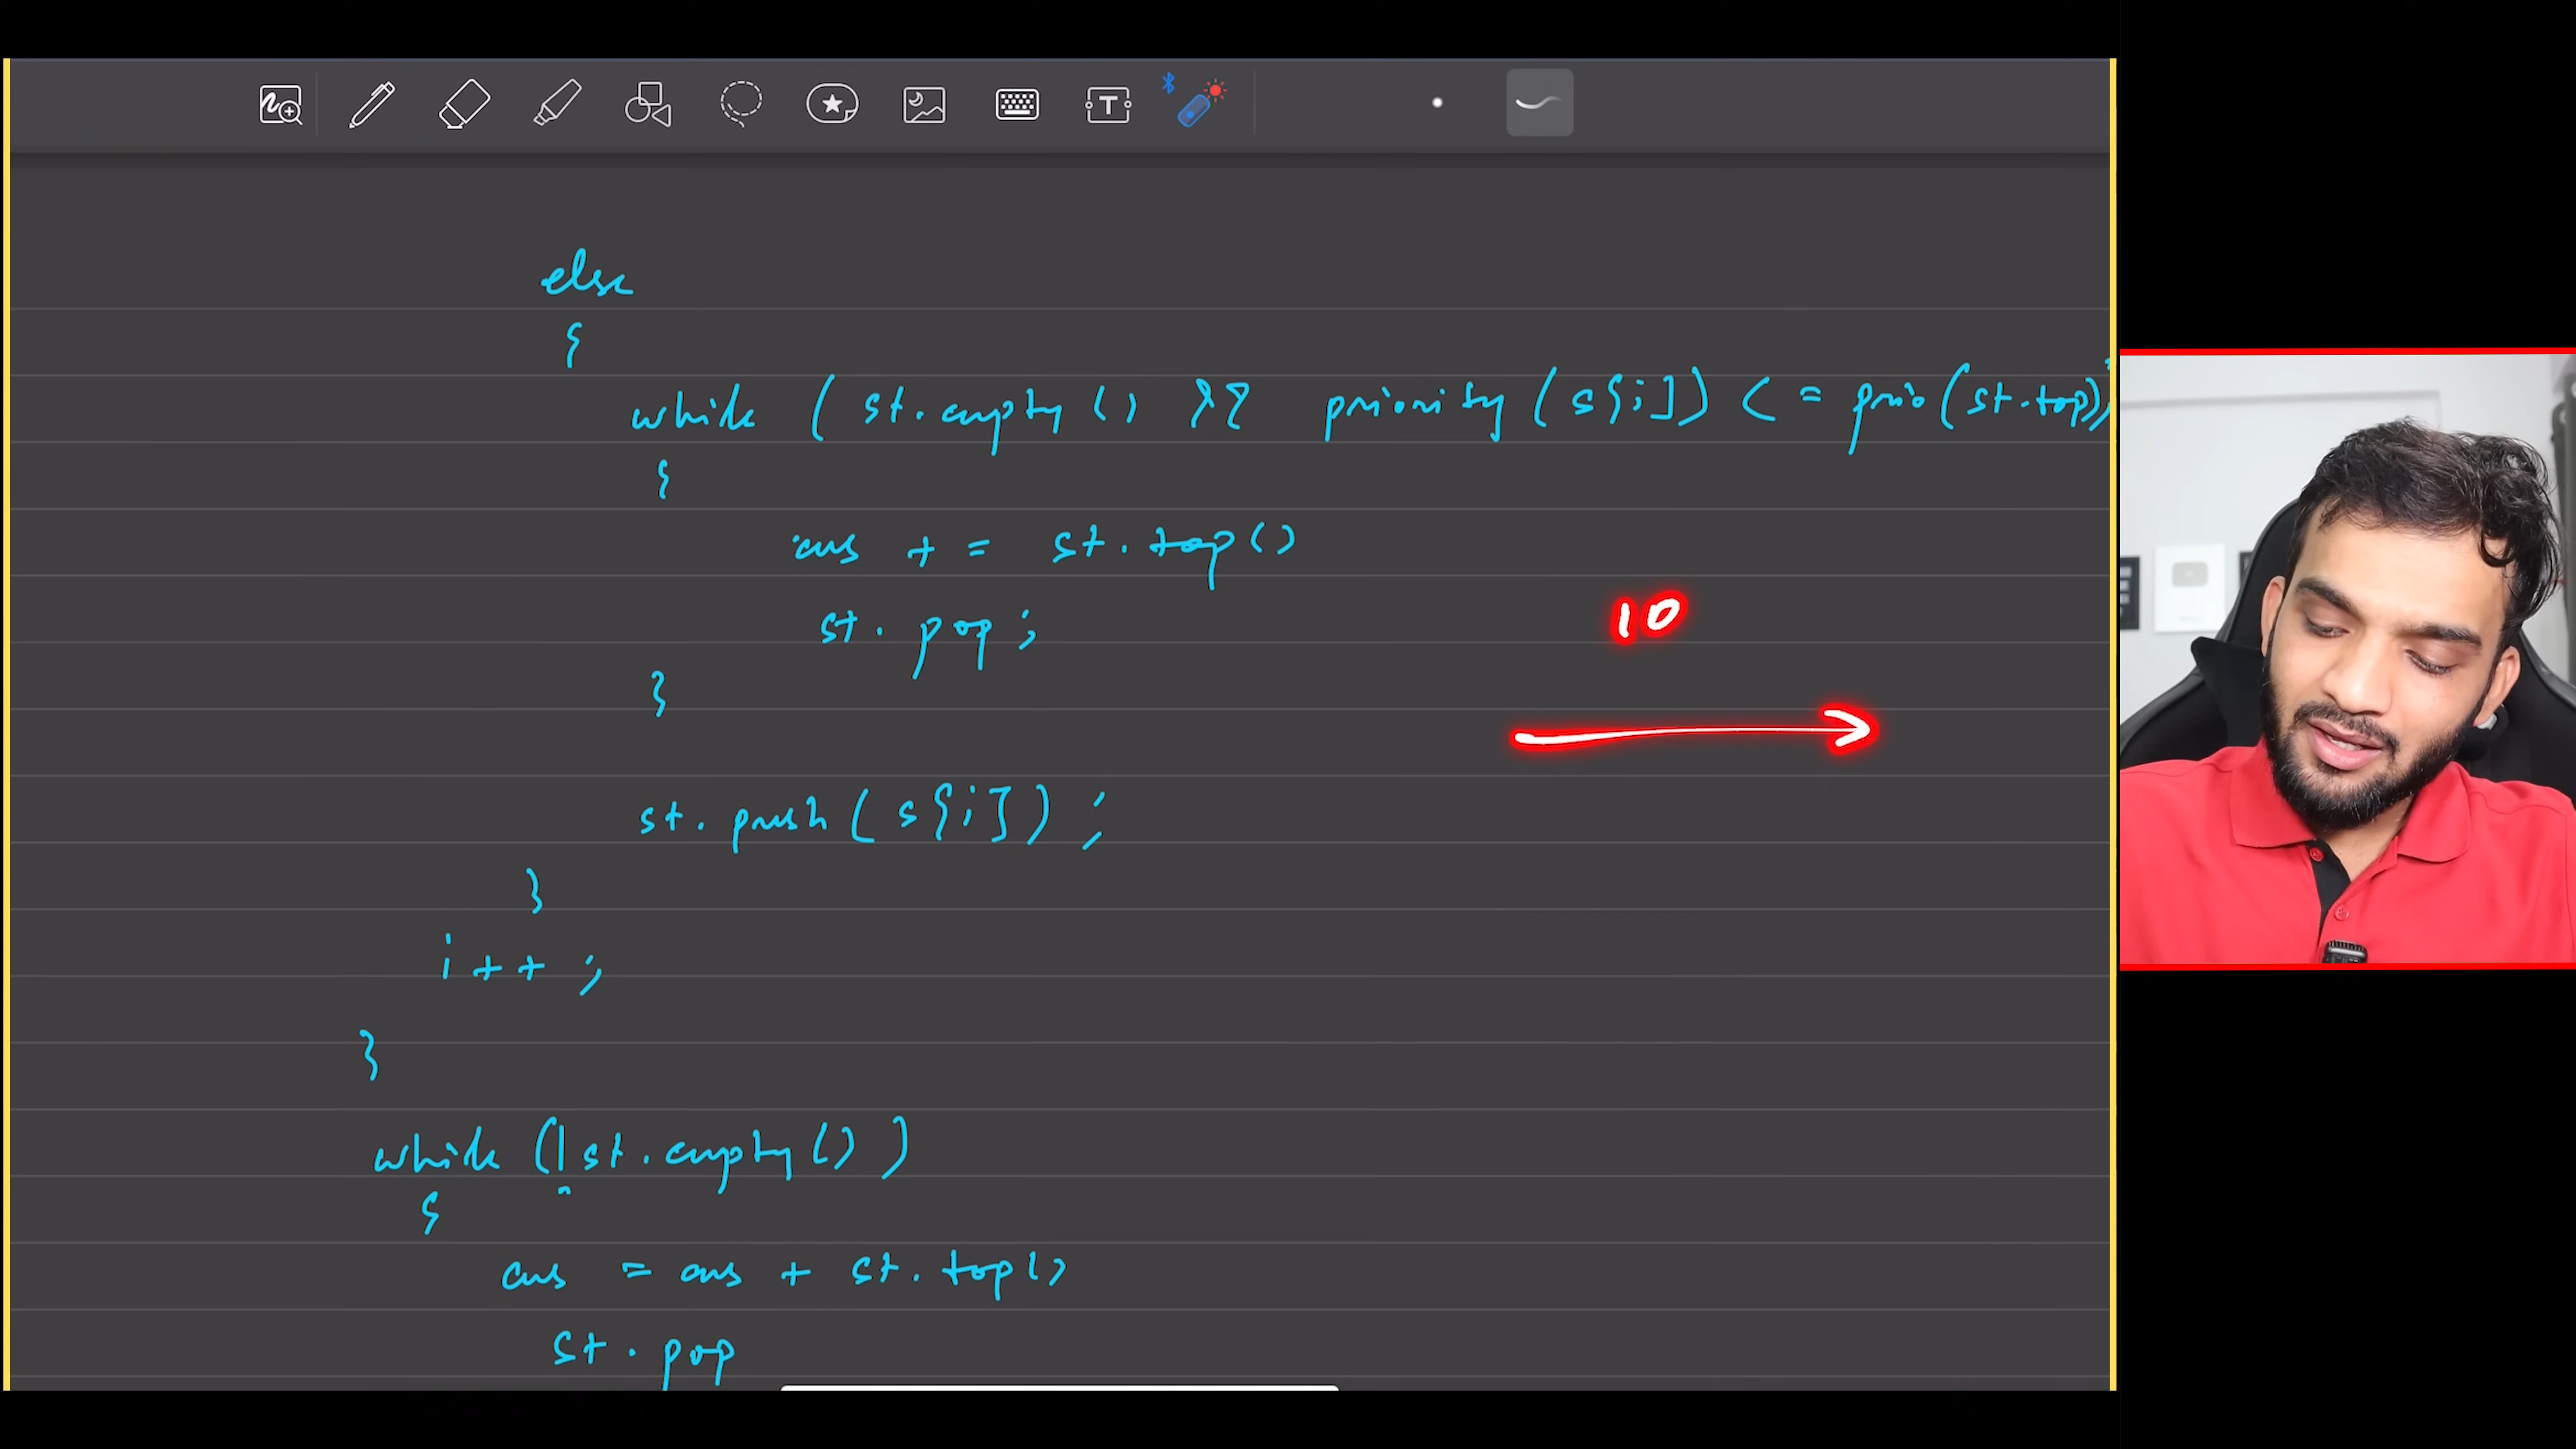 else
{
while ( st.empty () && priority (s[i]) <= prio(st.top)
{
ans += st.top()
st. pop ;
}
10
st. push ( s[i] ) ;
}
i++ ;
}
while (!st.empty () )
{
ans = ans + st.top()
st. pop